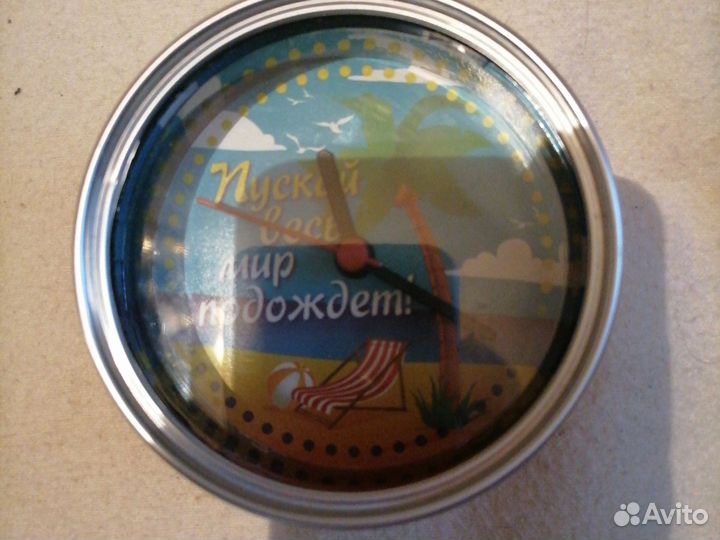 Пускай
весь
мир
подождет!
Avito